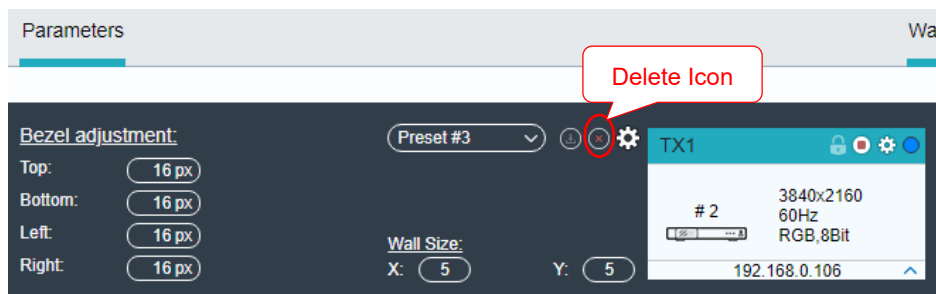 Parameters
Wa
Delete Icon
Bezel adjustment:
Top:
16 px
Bottom:
16 px
Left:
16 px
Right:
16 px
Preset #3
Wall Size:
X: 5 Y: 5
TX1
# 2
3840x2160
60Hz
RGB,8Bit
192.168.0.106